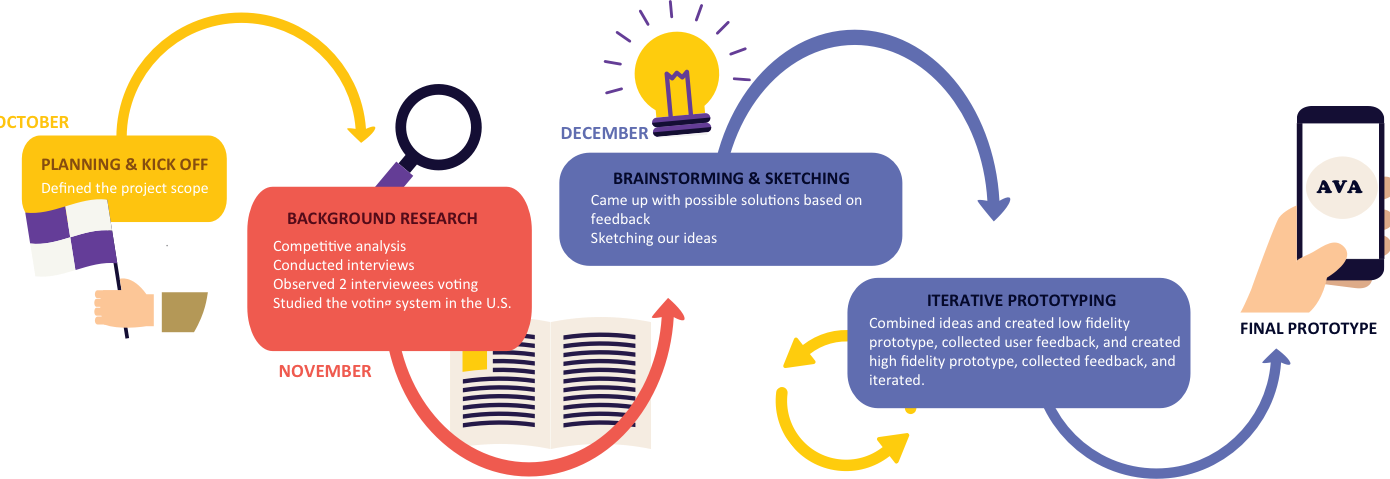 OCTOBER
PLANNING & KICK OFF
Defined the project scope
BACKGROUND RESEARCH
Competitive analysis
Conducted interviews
Observed 2 interviewees voting
Studied the voting system in the U.S.
NOVEMBER
DECEMBER
BRAINSTORMING & SKETCHING
Came up with possible solutions based on
feedback
Sketching our ideas
ITERATIVE PROTOTYPING
Combined ideas and created low fidelity
prototype, collected user feedback, and created
high fidelity prototype, collected feedback, and
iterated.
AVA
FINAL PROTOTYPE